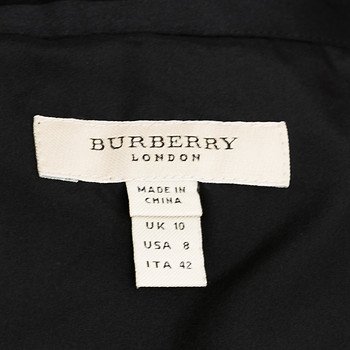 BURBERRY
LONDON
MADE IN
CHINA
UK 10
USA 8
ITA 42